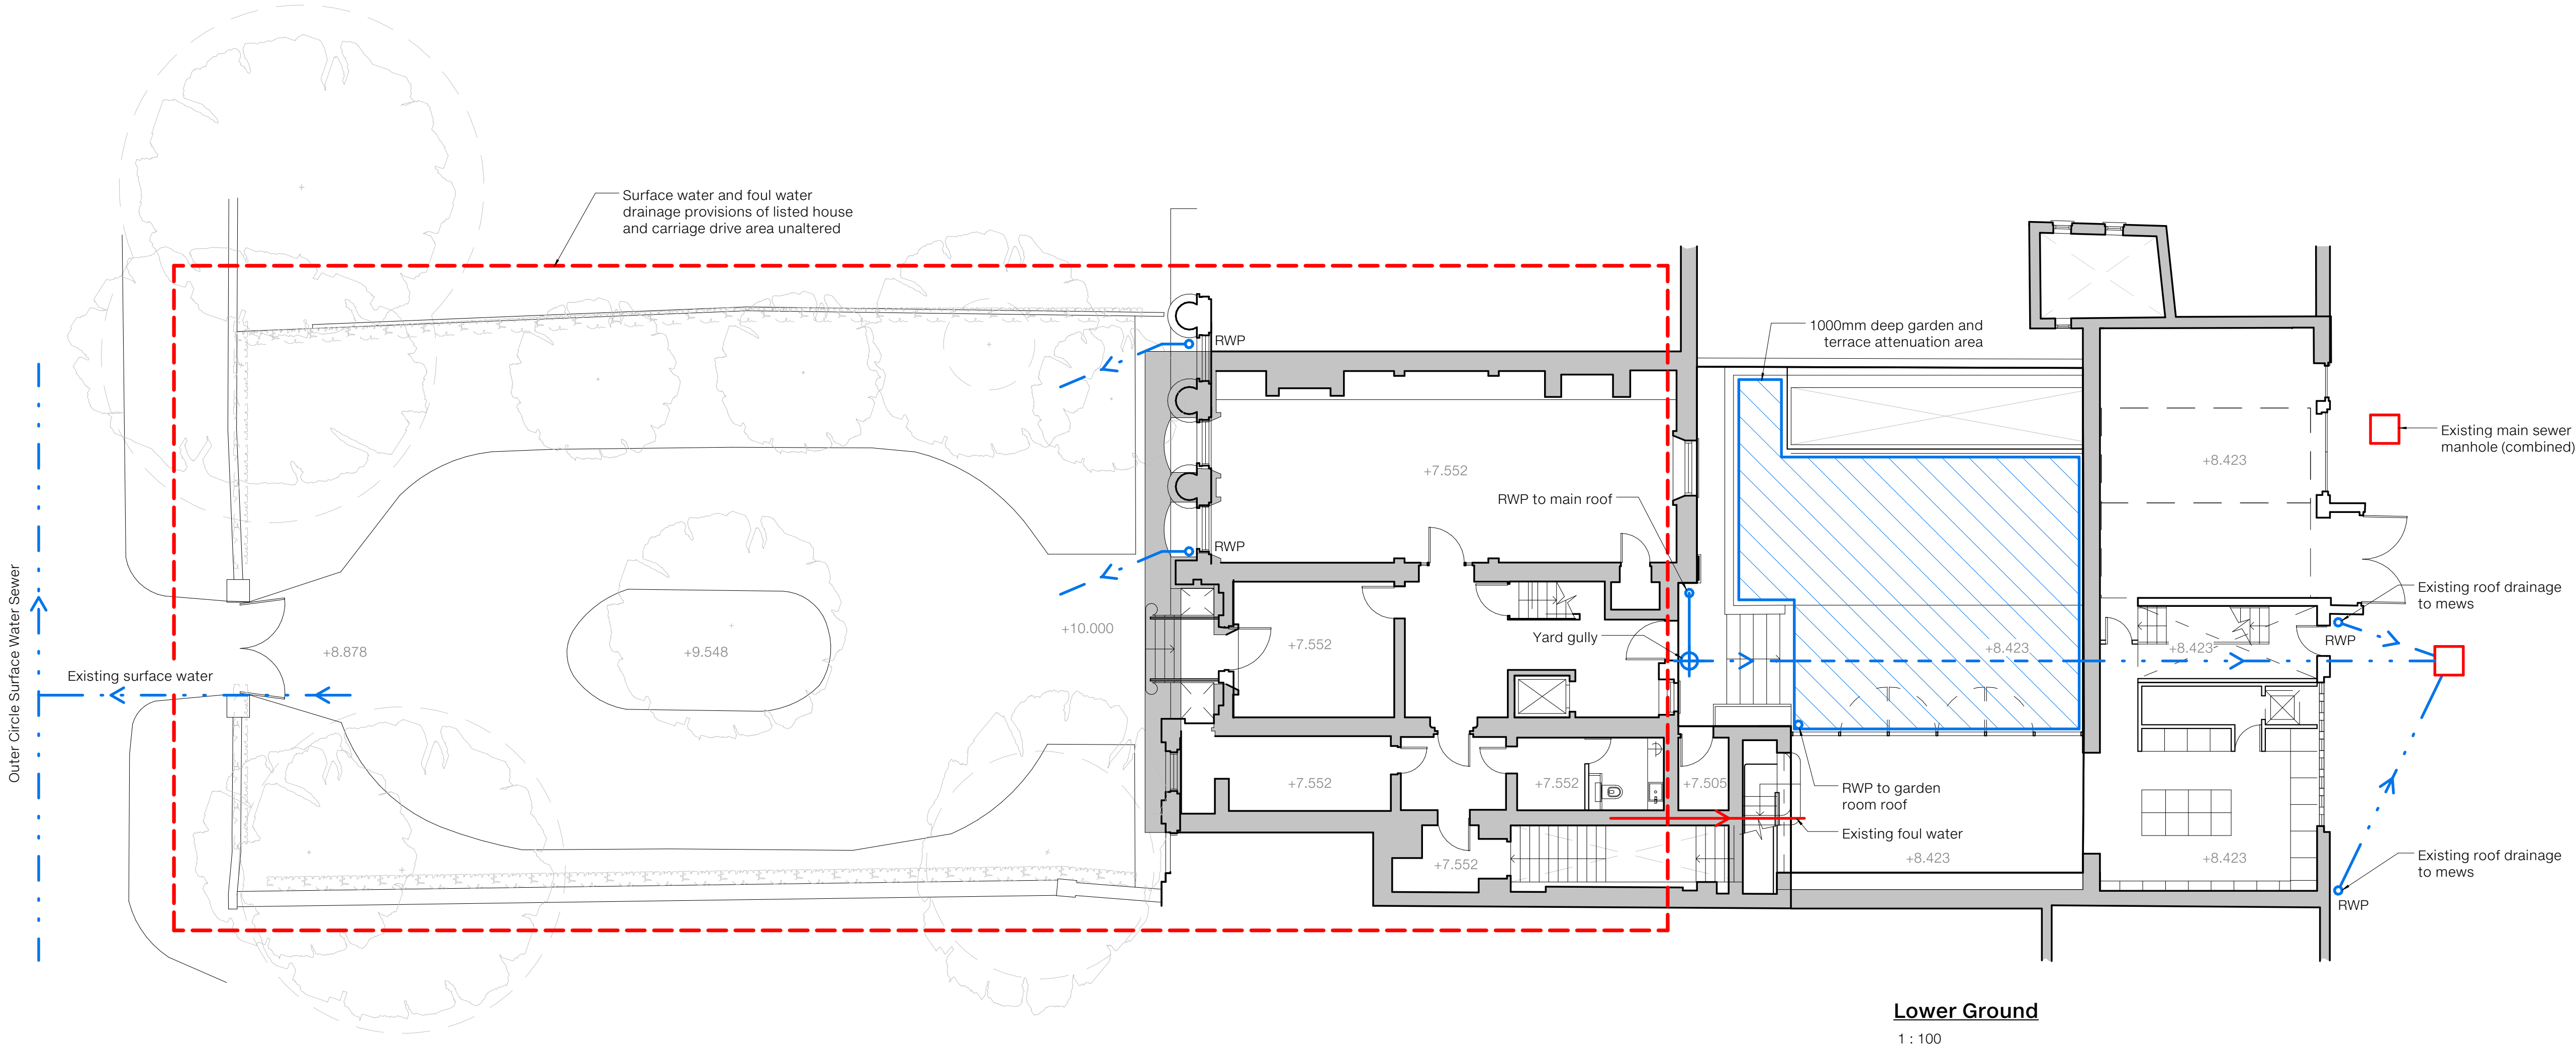 Surface water and foul water
drainage provisions of listed house
and carriage drive area unaltered
1000mm deep garden and
terrace attenuation area
RWP
Existing main sewer
manhole (combined)
+7.552
+8.423
RWP to main roof
RWP
Outer Circle Surface Water Sewer
Existing roof drainage
to mews
+10.000
Yard gully
RWP
+8.878
+9.548
+7.552
+8.423
+8.423
Existing surface water
+7.552
+7.552
+7.505
RWP to garden
room roof
Existing foul water
+7.552
+8.423
+8.423
Existing roof drainage
to mews
RWP
Lower Ground
1 : 100